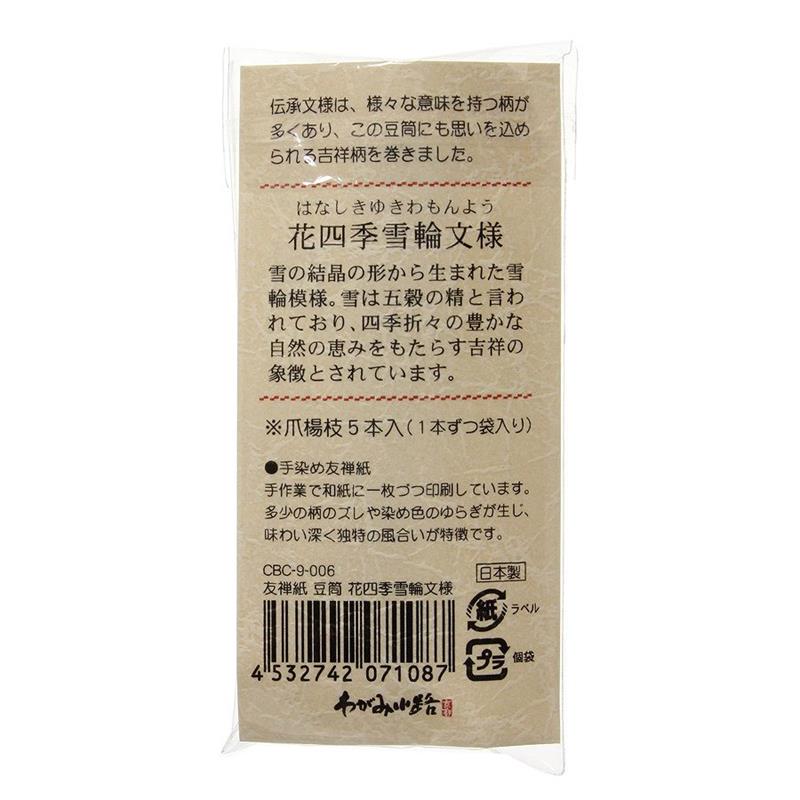 伝承文様は、様々な意味を持つ柄が
多くあり、この豆筒にも思いを込め
られる吉祥柄を巻きました。
はなしきゆきわもんよう
花四季雪輪文様
雪の結晶の形から生まれた雪
輪模様。雪は五穀の精と言わ
れており、四季折々の豊かな
自然の恵みをもたらす吉祥の
象徴とされています。
※爪楊枝5本入(1本ずつ袋入り)
●手染め友禅紙
手作業で和紙に一枚づつ印刷しています。
多少の柄のズレや染め色のゆらぎが生じ、
味わい深く独特の風合いが特徴です。
CBC-9-006
日本製
友禅紙 豆筒 花四季雪輪文様
紙 ラベル
プラ 個袋
4 532742 071087
わがみ小路 京都